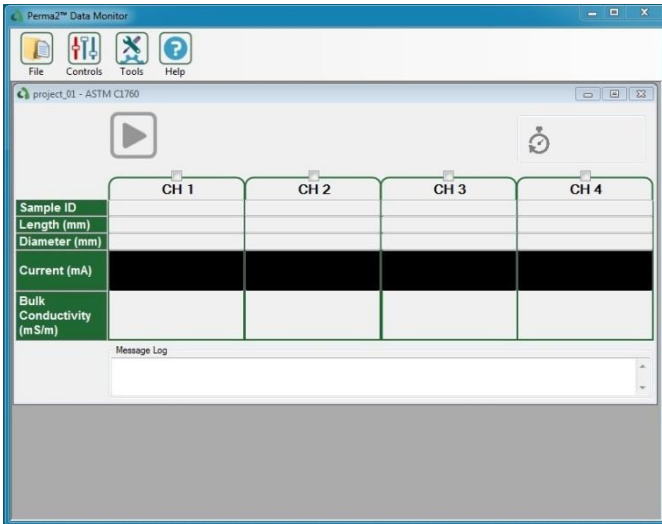 Perma2™ Data Monitor
File Controls Tools Help
project_01 - ASTM C1760
CH 1 CH 2 CH 3 CH 4
Sample ID
Length (mm)
Diameter (mm)
Current (mA)
Bulk
Conductivity
(mS/m)
Message Log